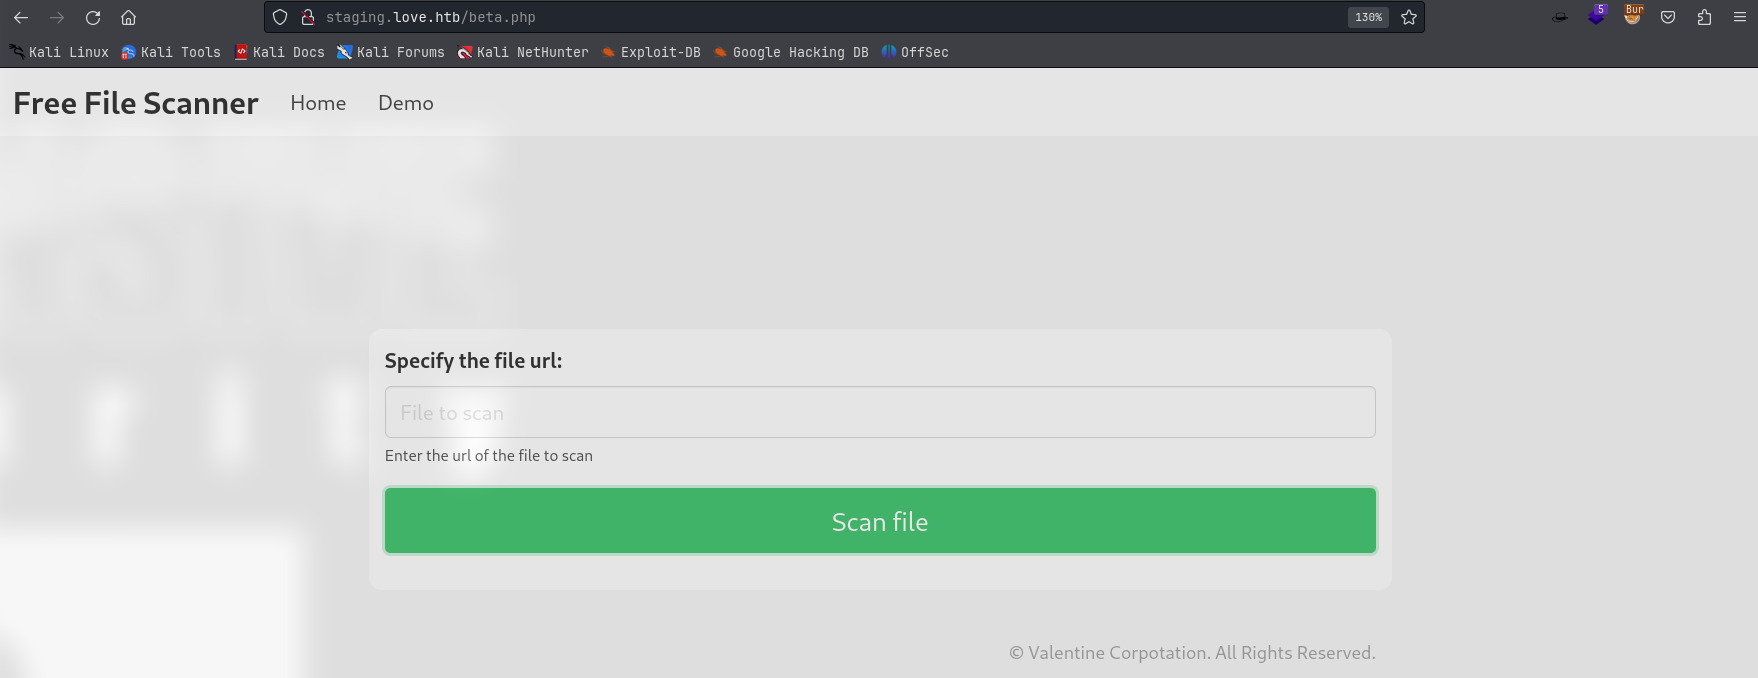 staging.love.htb/beta.php 130% 5 Bur
Kali Linux Kali Tools Kali Docs Kali Forums Kali NetHunter Exploit-DB Google Hacking DB OffSec
Free File Scanner Home Demo
Specify the file url:
File to scan
Enter the url of the file to scan
Scan file
© Valentine Corpotation. All Rights Reserved.